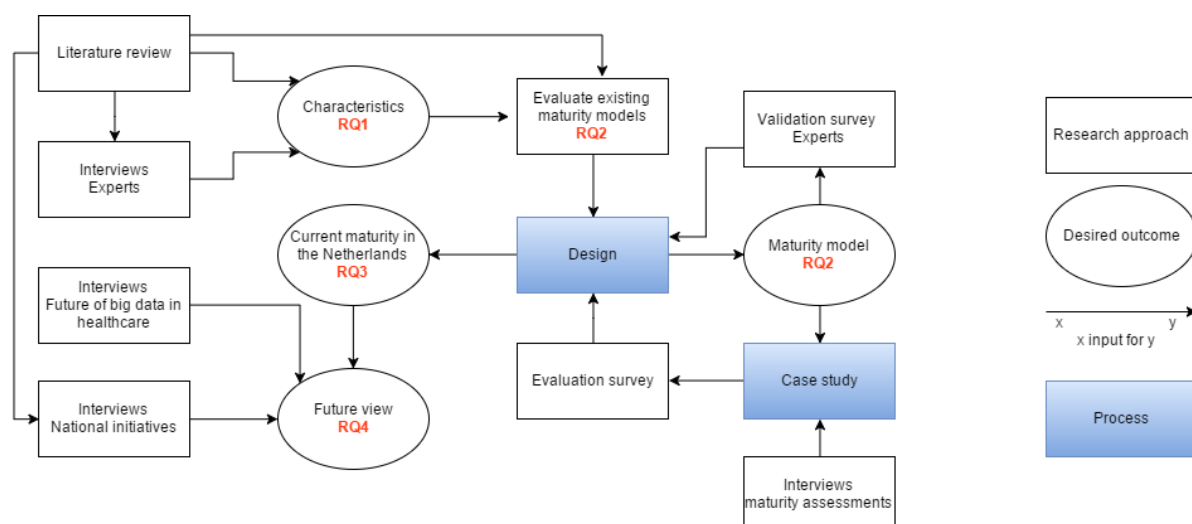 Literature review
Characteristics
RQ1
Evaluate existing
maturity models
RQ2
Validation survey
Experts
Interviews
Experts
Current maturity in
the Netherlands
RQ3
Design
Maturity model
RQ2
Interviews
Future of big data in
healthcare
Evaluation survey
Case study
Interviews
National initiatives
Future view
RQ4
Interviews
maturity assessments
Research approach
Desired outcome
x y
x input for y
Process